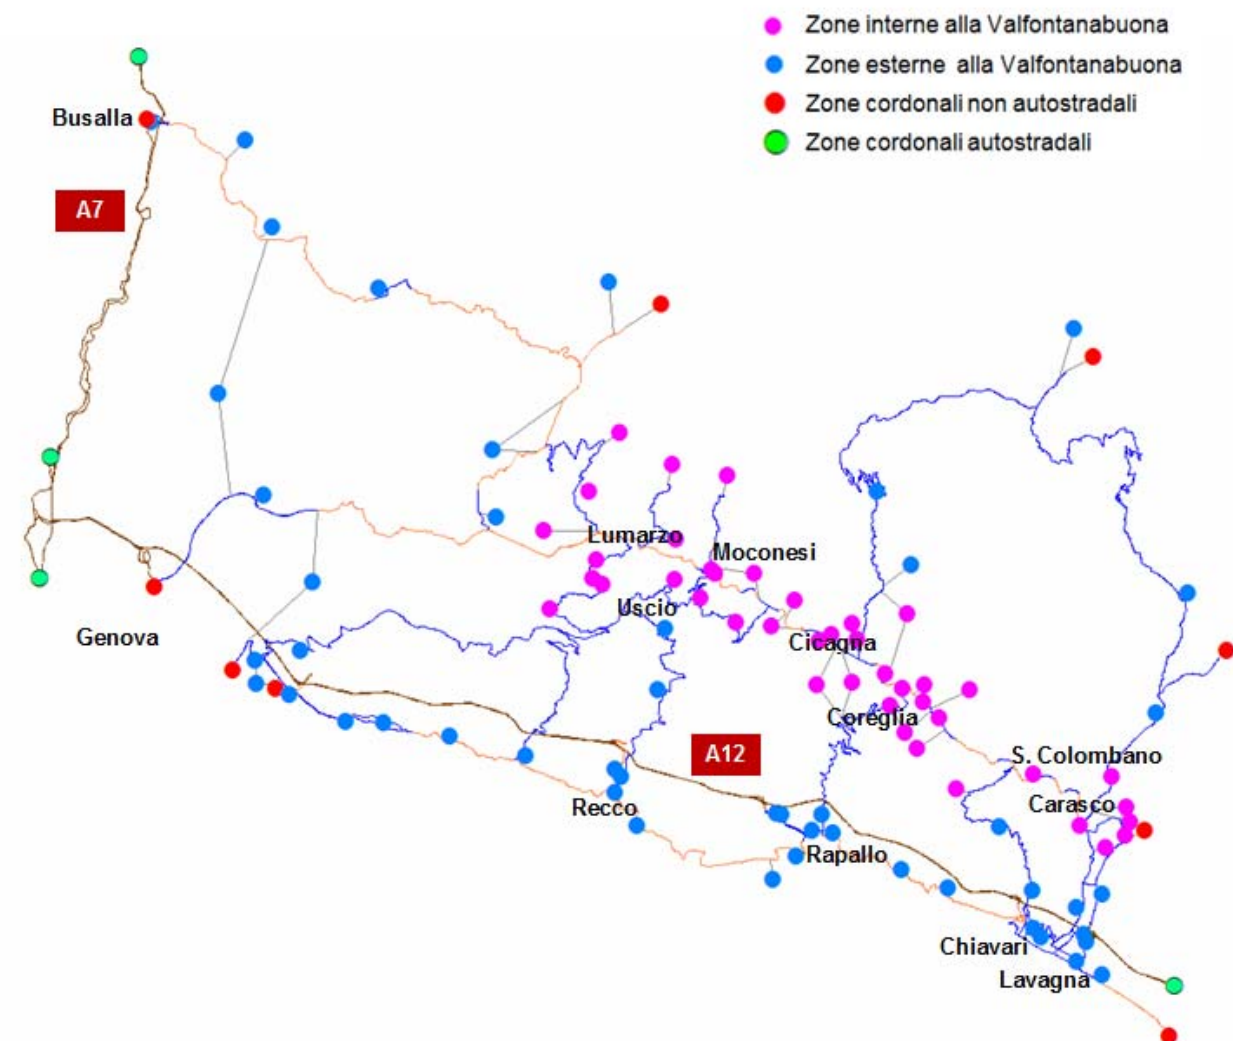 Zone interne alla Valfontanabuona
Zone esterne alla Valfontanabuona
Zone cordonali non autostradali
Zone cordonali autostradali
Busalla
A7
Lumarzo
Moconesi
Uscio
Genova
Cicagna
Coreglia
A12
S. Colombano
Carasco
Recco
Rapallo
Chiavari
Lavagna